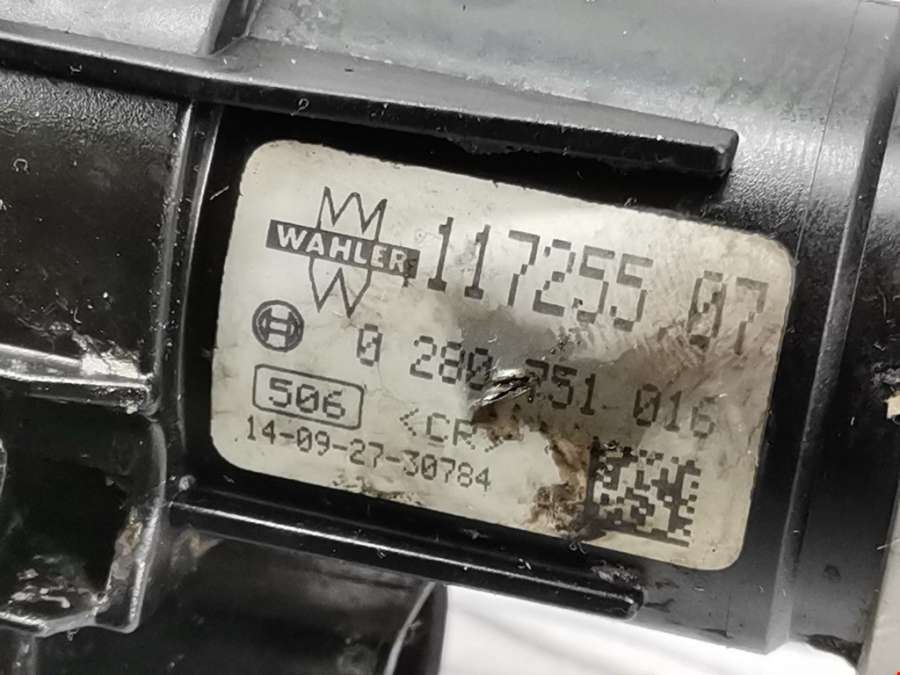 WAHLER 117255.07
0 280 751 016
506 <CR>
14-09-27-30784